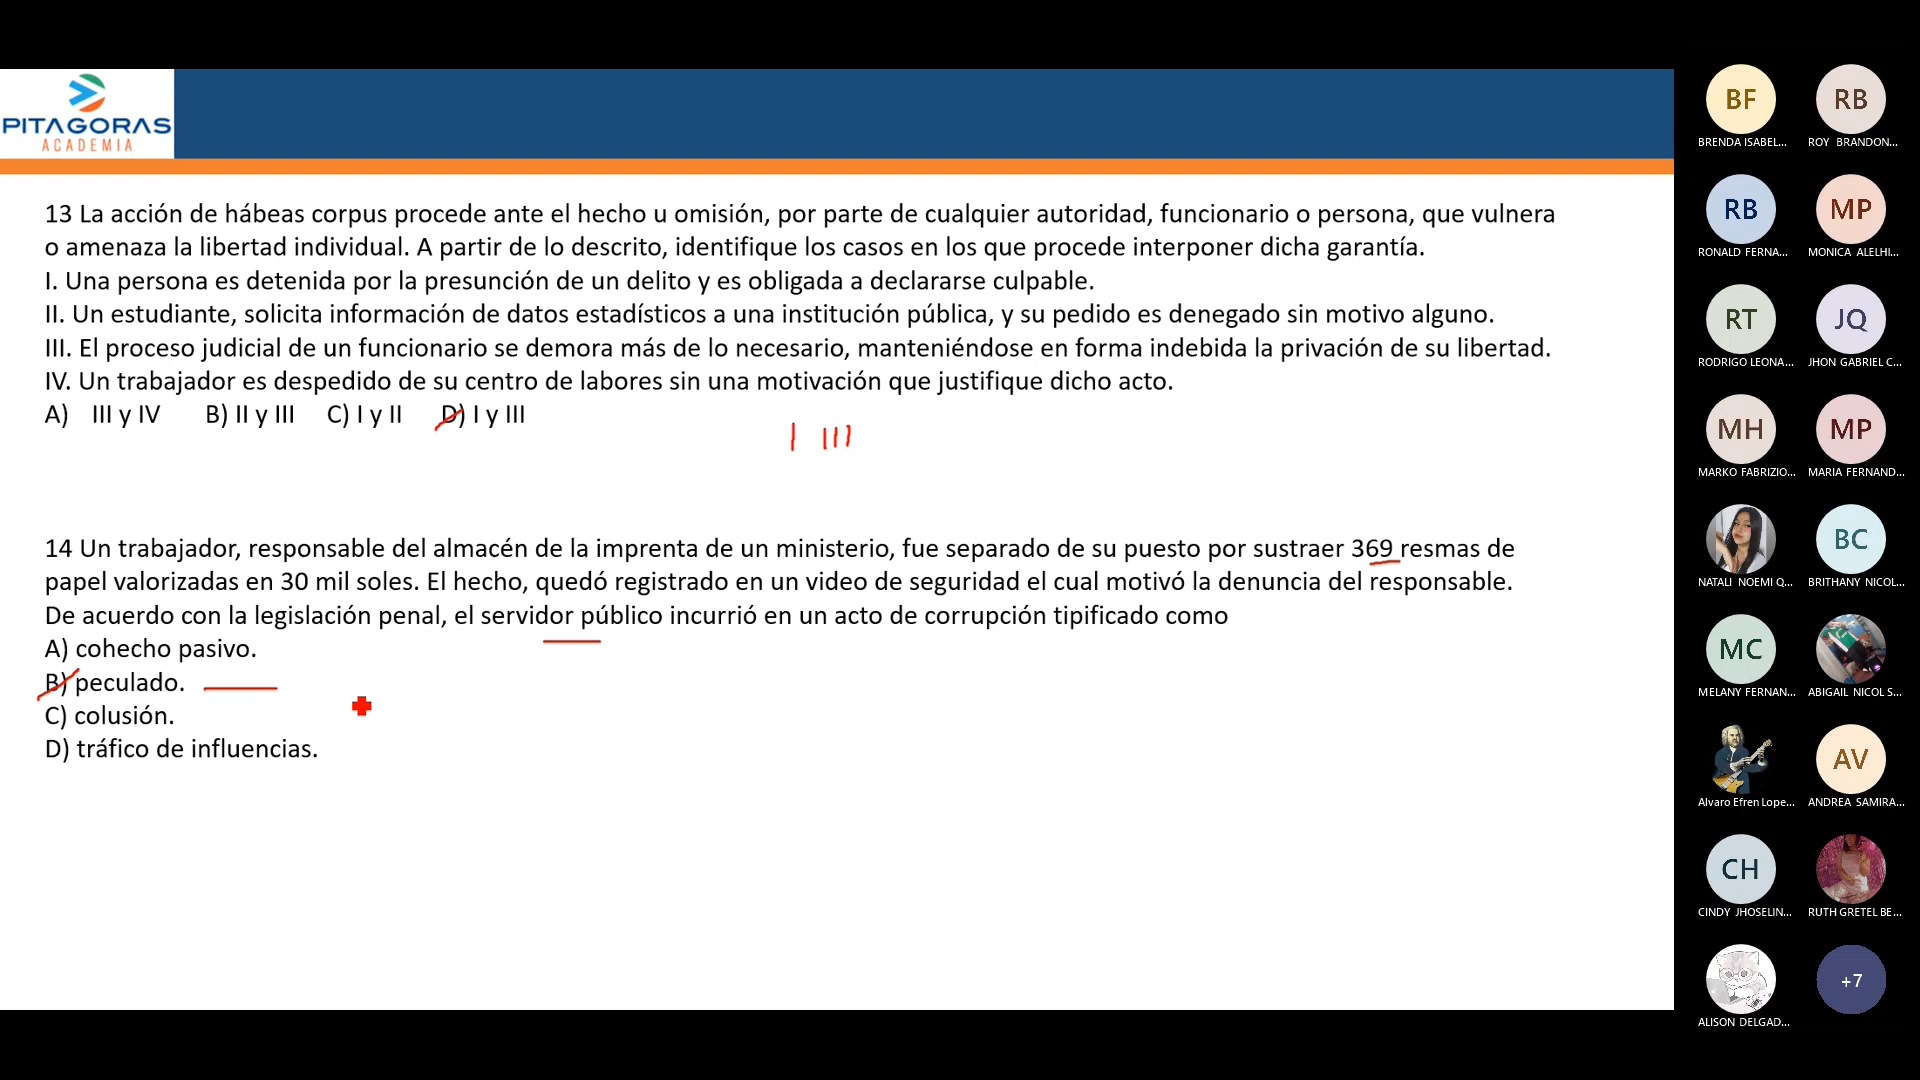 PITAGORAS
ACADEMIA
13 La acción de hábeas corpus procede ante el hecho u omisión, por parte de cualquier autoridad, funcionario o persona, que vulnera
o amenaza la libertad individual. A partir de lo descrito, identifique los casos en los que procede interponer dicha garantía.
I. Una persona es detenida por la presunción de un delito y es obligada a declararse culpable.
II. Un estudiante, solicita información de datos estadísticos a una institución pública, y su pedido es denegado sin motivo alguno.
III. El proceso judicial de un funcionario se demora más de lo necesario, manteniéndose en forma indebida la privación de su libertad.
IV. Un trabajador es despedido de su centro de labores sin una motivación que justifique dicho acto.
A) III y IV B) II y III C) I y II D) I y III
I III
14 Un trabajador, responsable del almacén de la imprenta de un ministerio, fue separado de su puesto por sustraer 369 resmas de
papel valorizadas en 30 mil soles. El hecho, quedó registrado en un video de seguridad el cual motivó la denuncia del responsable.
De acuerdo con la legislación penal, el servidor público incurrió en un acto de corrupción tipificado como
A) cohecho pasivo.
B) peculado.
C) colusión.
D) tráfico de influencias.
BF RB
BRENDA ISABEL... ROY BRANDON...
RB MP
RONALD FERNA... MONICA ALELHI...
RT JQ
RODRIGO LEONA... JHON GABRIEL C...
MH MP
MARKO FABRIZIO... MARIA FERNAND...
BC
NATALI NOEMI Q... BRITHANY NICOL...
MC
MELANY FERNAN... ABIGAIL NICOL S...
AV
Alvaro Efren Lope... ANDREA SAMIRA...
CH
CINDY JHOSELIN... RUTH GRETEL BE...
+7
ALISON DELGAD...